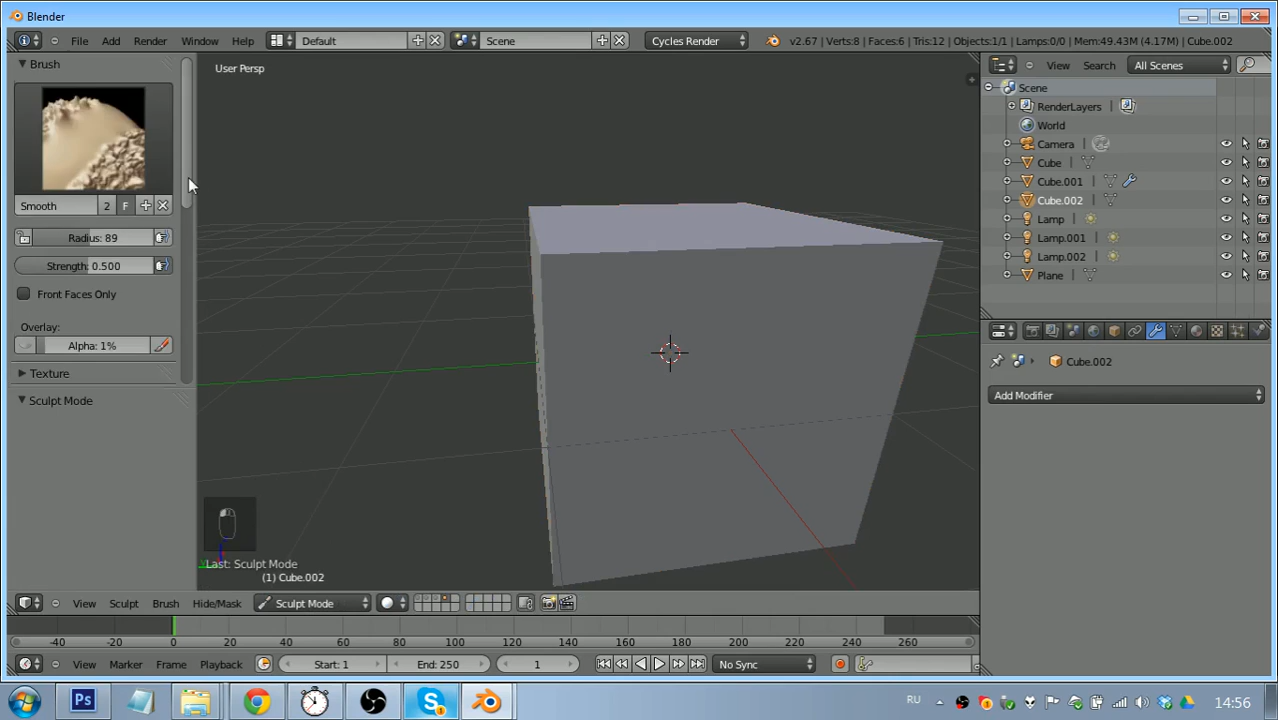 Blender
File Add Render Window Help Default Scene Cycles Render v2.67 | Verts:8 | Faces:6 | Tris:12 | Objects:1/1 | Lamps:0/0 | Mem:49.43M (4.17M) | Cube.002
Brush
Smooth 2 F
Radius: 89
Strength: 0.500
Front Faces Only
Overlay:
Alpha: 1%
Texture
Sculpt Mode
User Persp
Last: Sculpt Mode
(1) Cube.002
View Sculpt Brush Hide/Mask Sculpt Mode
View Search All Scenes
Scene
RenderLayers
World
Camera
Cube
Cube.001
Cube.002
Lamp
Lamp.001
Lamp.002
Plane
Cube.002
Add Modifier
-40 -20 0 20 40 60 80 100 120 140 160 180 200 220 240 260
View Marker Frame Playback Start: 1 End: 250 1 No Sync
Ps S RU 14:56